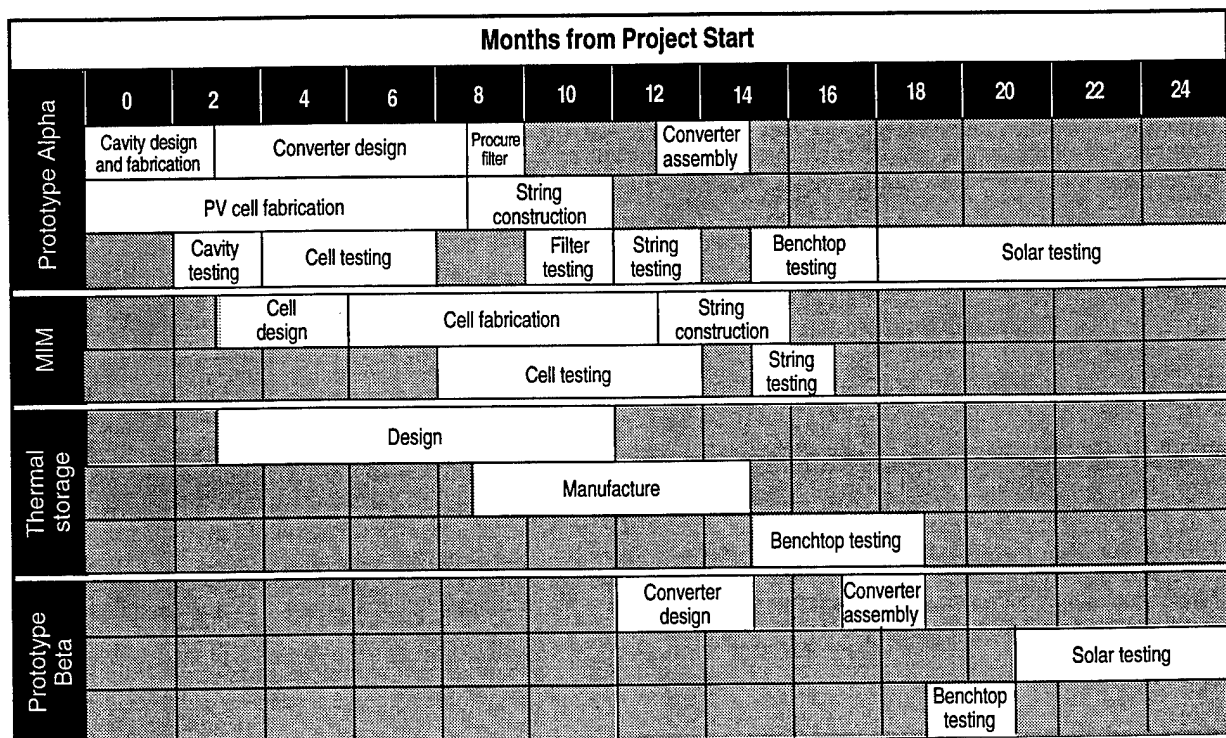 Months from Project Start
0 2 4 6 8 10 12 14 16 18 20 22 24
Prototype Alpha
Cavity design
and fabrication
Converter design
Procure
filter
Converter
assembly
PV cell fabrication
String
construction
Cavity
testing
Cell testing
Filter
testing
String
testing
Benchtop
testing
Solar testing
MIM
Cell
design
Cell fabrication
String
construction
Cell testing
String
testing
Thermal
storage
Design
Manufacture
Benchtop testing
Prototype
Beta
Converter
design
Converter
assembly
Solar testing
Benchtop
testing